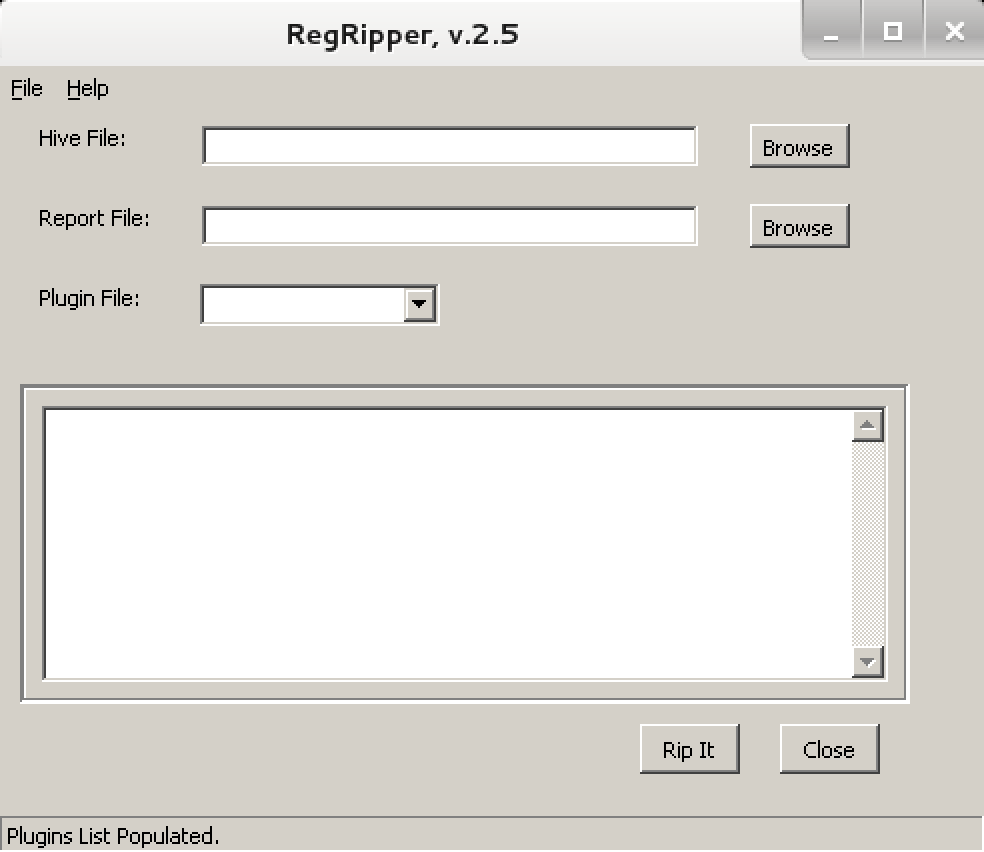 RegRipper, v.2.5
File Help
Hive File: Browse
Report File: Browse
Plugin File:
Rip It Close
Plugins List Populated.